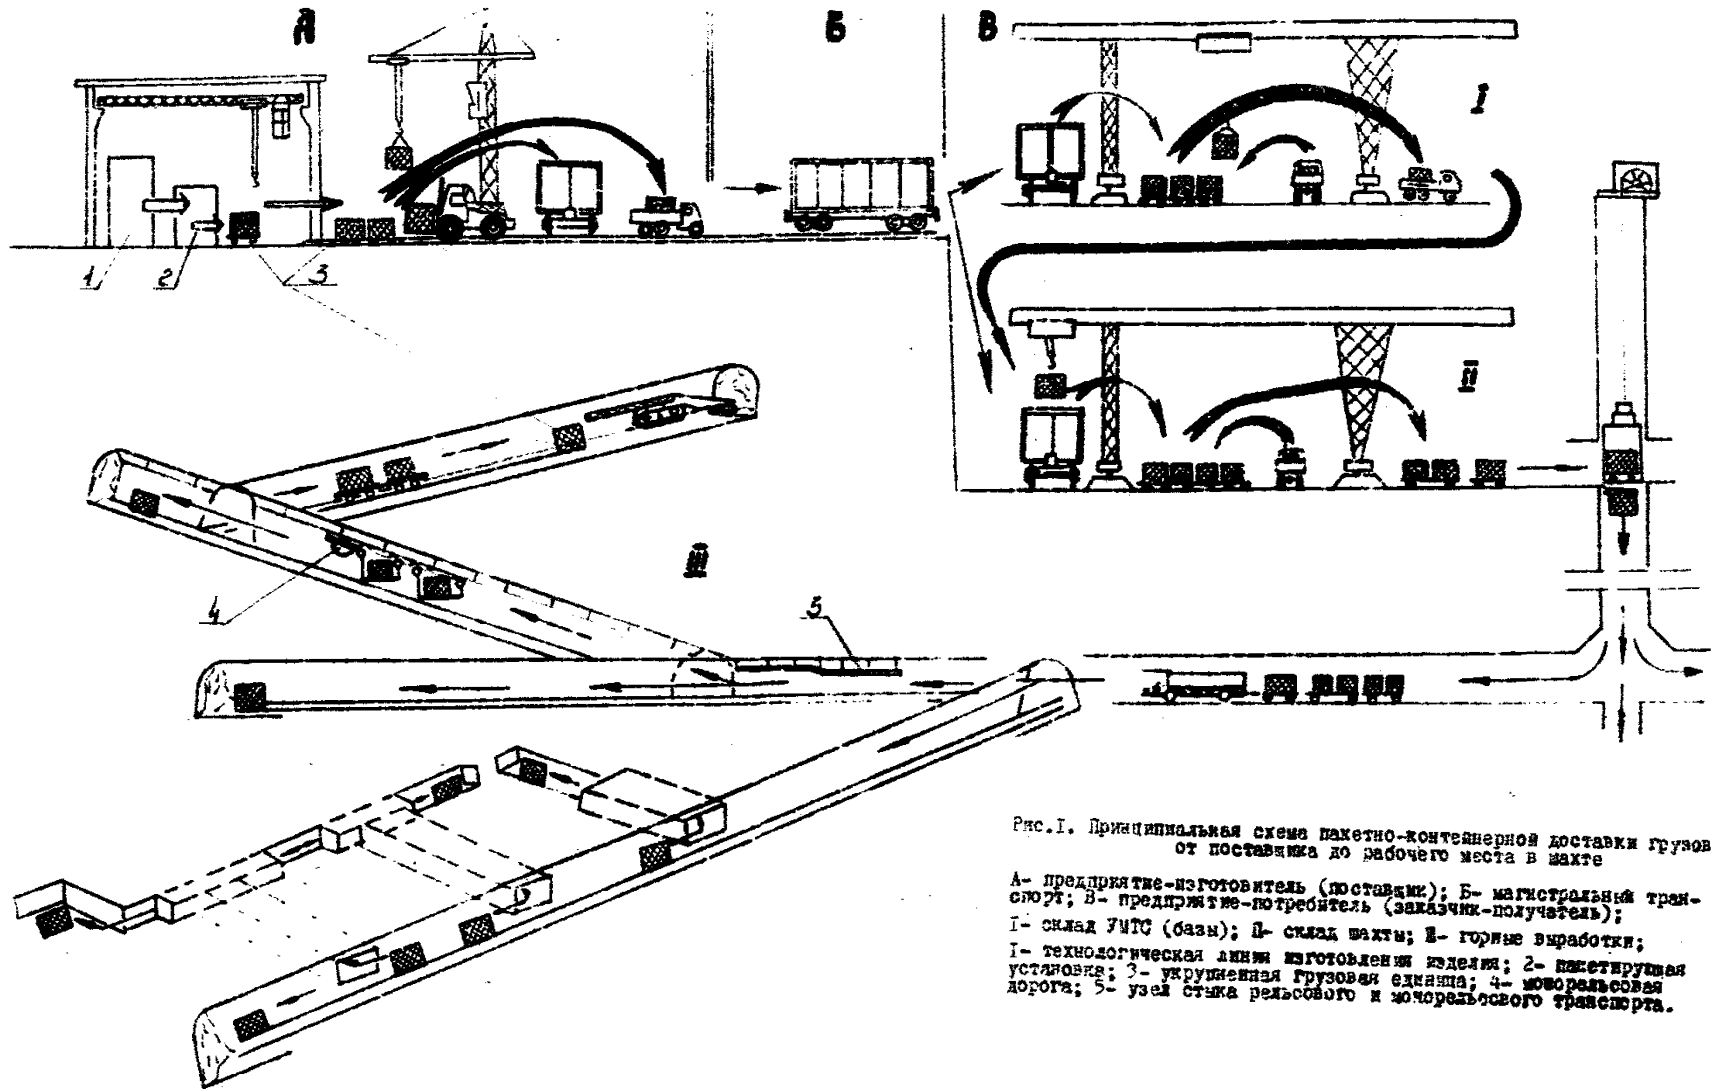 А
Б
В
I
1
2
3
II
III
4
5
Рис.I. Принципиальная схема пакетно-контейнерной доставки грузов
от поставщика до рабочего места в шахте
А- предприятие-изготовитель (поставщик); Б- магистральный тран-
спорт; В- предприятие-потребитель (заказчик-получатель);
I- склад УМТС (базы); II- склад шахты; III- горные выработки;
I- технологическая линия изготовления изделия; 2- пакетирующая
установка; 3- укрупненная грузовая единица; 4- монорельсовая
дорога; 5- узел стыка рельсового и монорельсового транспорта.